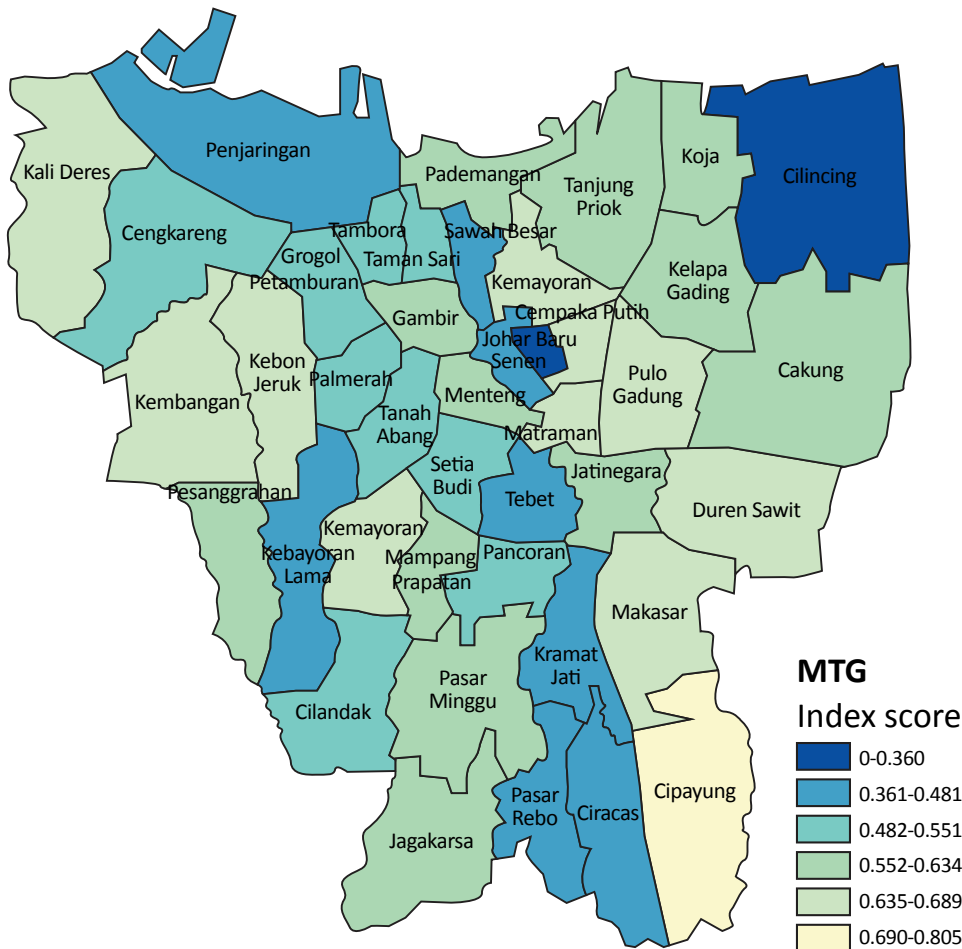 Penjaringan
Kali Deres
Pademangan
Koja
Cilincing
Tanjung
Priok
Cengkareng
Tambora
Sawah Besar
Grogol
Petamburan
Taman Sari
Kemayoran
Kelapa
Gading
Gambir
Cempaka Putih
Johar Baru
Senen
Kebon
Jeruk
Palmerah
Kembangan
Menteng
Pulo
Gadung
Cakung
Tanah
Abang
Matraman
Setia
Budi
Jatinegara
Pesanggrahan
Tebet
Duren Sawit
Kemayoran
Kebayoran
Lama
Mampang
Prapatan
Pancoran
Makasar
Kramat
Jati
Pasar
Minggu
Cilandak
Pasar
Rebo
Ciracas
Cipayung
Jagakarsa
MTG
Index score
0-0.360
0.361-0.481
0.482-0.551
0.552-0.634
0.635-0.689
0.690-0.805